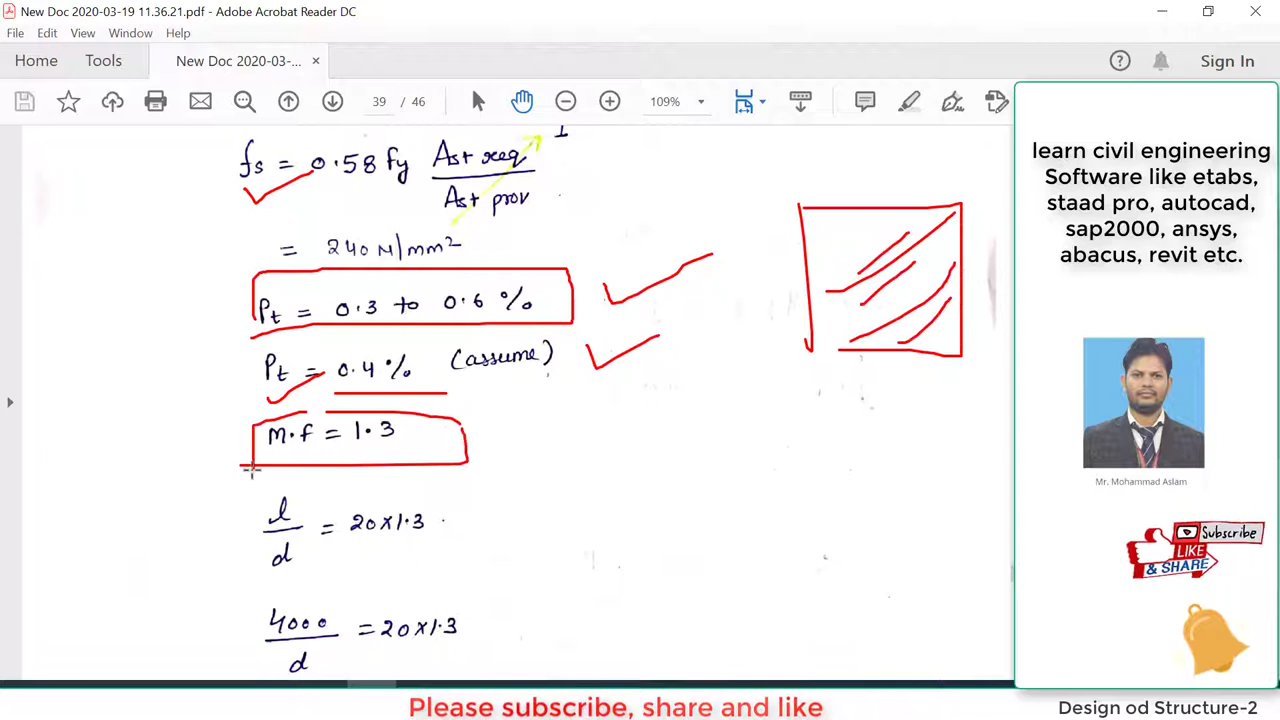 New Doc 2020-03-19 11.36.21.pdf - Adobe Acrobat Reader DC
File Edit View Window Help
Home Tools New Doc 2020-03-... × Sign In
39 / 46 109%
fs = 0.58 fy Ast req / Ast prov
1
= 240 N/mm²
Pt = 0.3 to 0.6 %
Pt = 0.4 % (assume)
M.f = 1.3
l/d = 20×1.3
4000/d = 20×1.3
learn civil engineering
Software like etabs,
staad pro, autocad,
sap2000, ansys,
abacus, revit etc.
Mr. Mohammad Aslam
Subscribe
LIKE
& SHARE
Please subscribe, share and like
Design od Structure-2